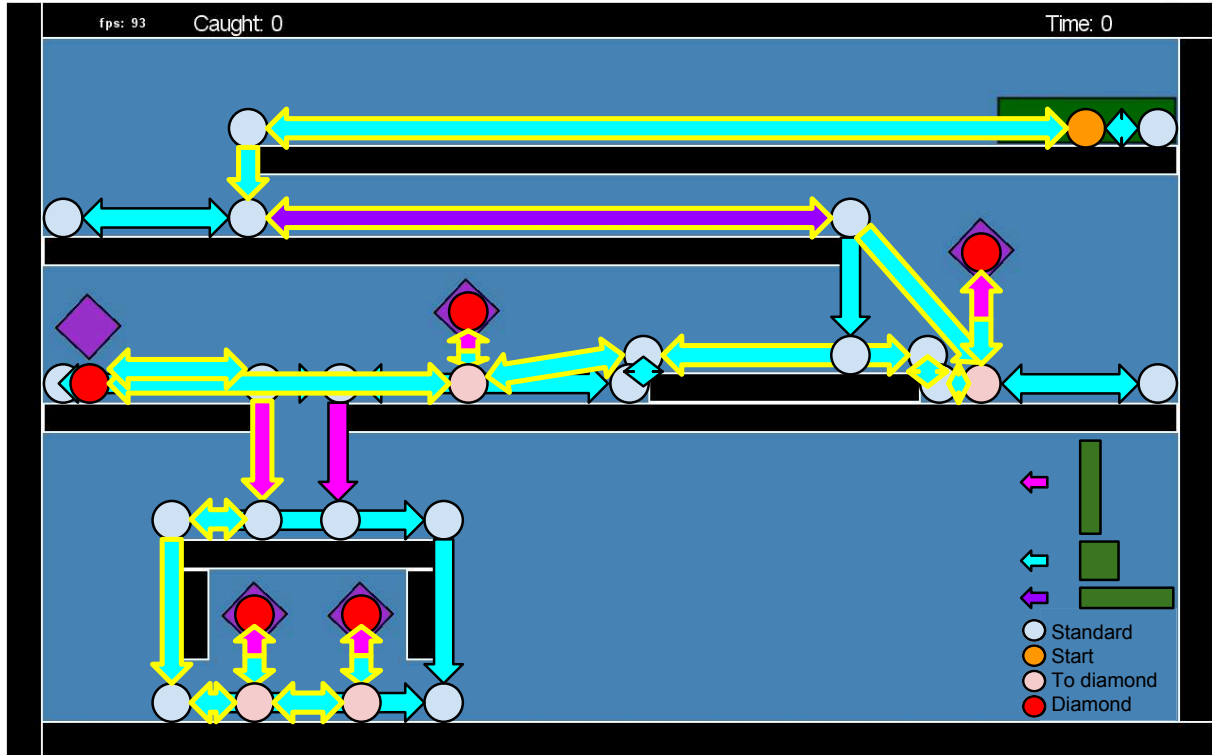 fps: 93
Caught: 0
Time: 0
Standard
Start
To diamond
Diamond